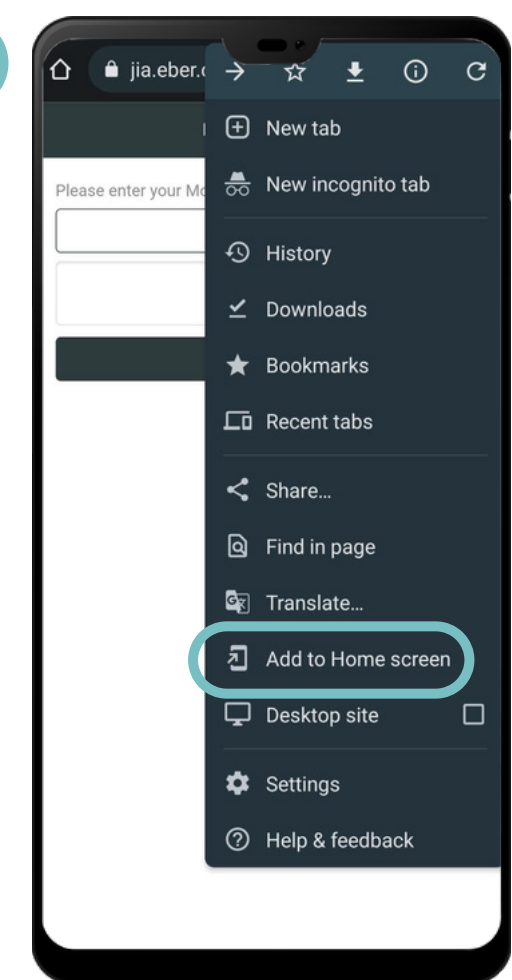 jia.eber.
New tab
New incognito tab
Please enter your
History
Downloads
Bookmarks
Recent tabs
Share...
Find in page
Translate...
Add to Home screen
Desktop site
Settings
Help & feedback